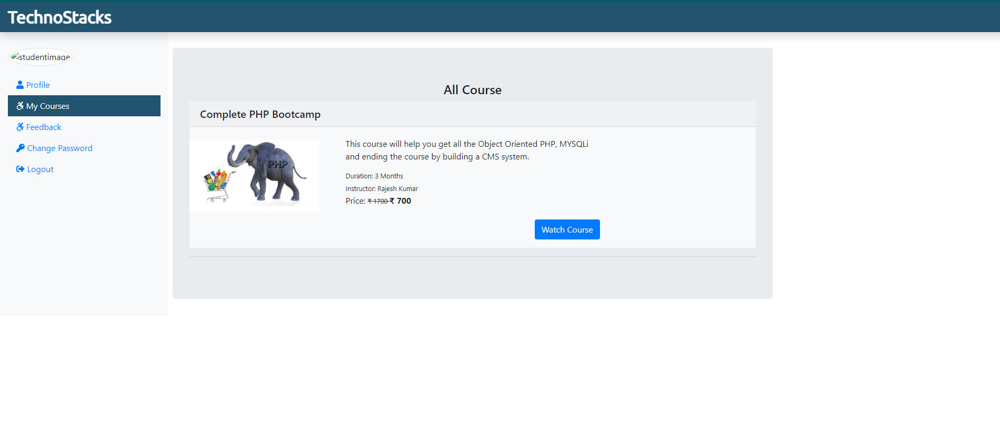 TechnoStacks
studentimage
Profile
My Courses
Feedback
Change Password
Logout
All Course
Complete PHP Bootcamp
PHP
This course will help you get all the Object Oriented PHP, MYSQLi
and ending the course by building a CMS system.
Duration: 3 Months
Instructor: Rajesh Kumar
Price: ₹ 1700 ₹ 700
Watch Course